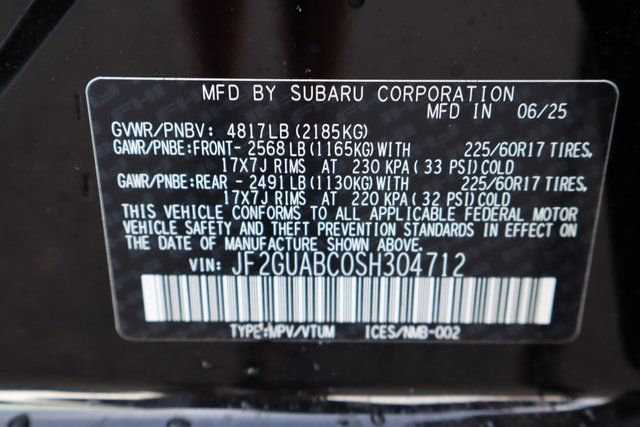 MFD BY SUBARU CORPORATION
MFD IN 06/25
GVWR/PNBV: 4817LB (2185KG)
GAWR/PNBE:FRONT- 2568 LB (1165KG) WITH 225/60R17 TIRES,
17X7J RIMS AT 230 KPA (33 PSI) COLD
GAWR/PNBE:REAR - 2491 LB (1130KG) WITH 225/60R17 TIRES,
17X7J RIMS AT 220 KPA (32 PSI) COLD
THIS VEHICLE CONFORMS TO ALL APPLICABLE FEDERAL MOTOR
VEHICLE SAFETY AND THEFT PREVENTION STANDARDS IN EFFECT
ON THE DATE OF MANUFACTURE SHOWN ABOVE.
VIN: JF2GUABC0SH304712
TYPE:MPV/VTUM ICES/NMB-002